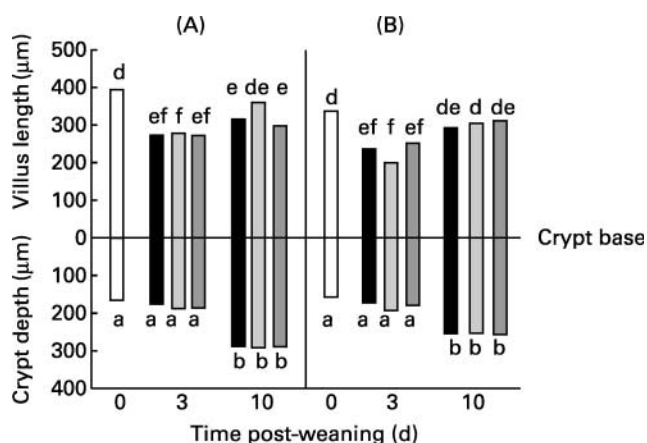 (A) (B)
Villus length (μm)
Crypt depth (μm)
500
400
300
200
100
0
100
200
300
400
d
ef f ef
e de e
a
a a a
b b b
d
ef f ef
de d de
a
a a a
b b b
Crypt base
0 3 10 0 3 10
Time post-weaning (d)